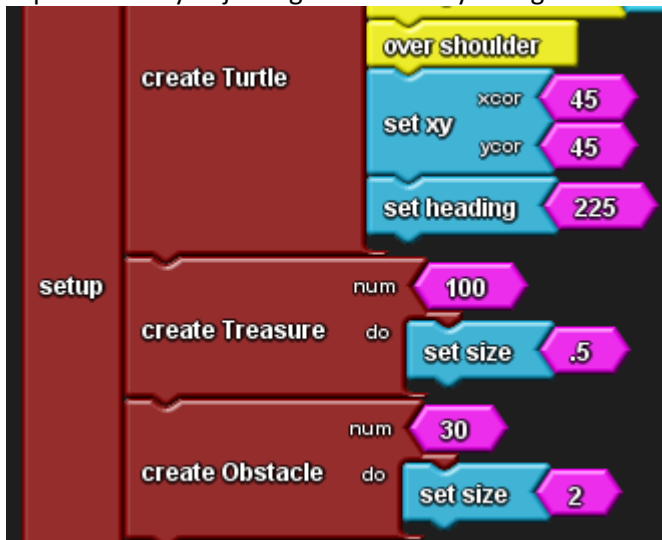 over shoulder
create Turtle
xcor 45
set xy
ycor 45
set heading 225
setup
num 100
create Treasure do
set size .5
num 30
create Obstacle do
set size 2